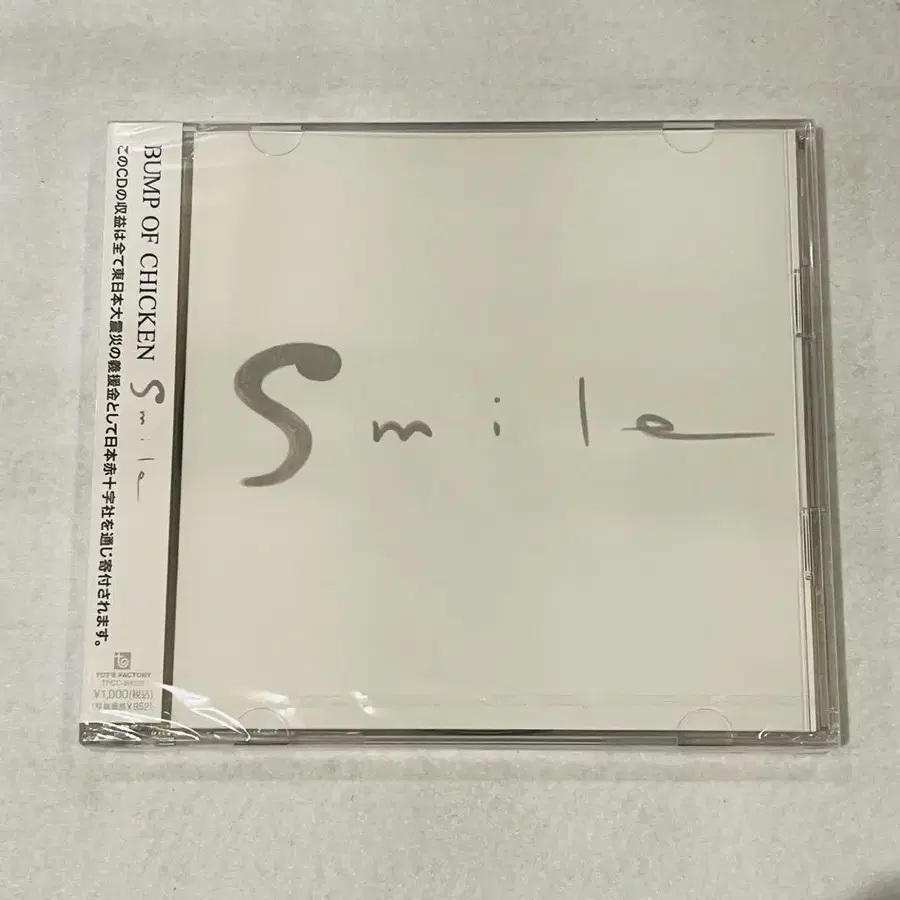 BUMP OF CHICKEN Smile
このCDの収益は全て東日本大震災の義援金として日本赤十字社を通じ寄付されます。
TOY'S FACTORY
¥1,000(税込)
¥952
Smile